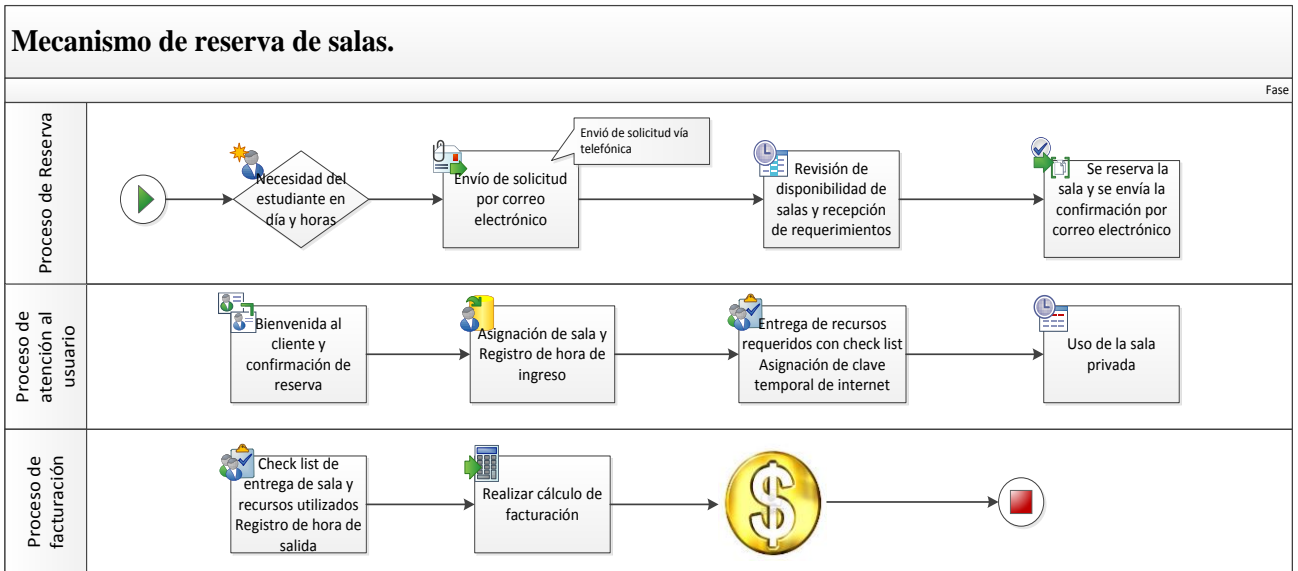 Mecanismo de reserva de salas.
Fase
Proceso de Reserva
Necesidad del
estudiante en
día y horas
Envío de solicitud
por correo
electrónico
Envió de solicitud vía
telefónica
Revisión de
disponibilidad de
salas y recepción
de requerimientos
Se reserva la
sala y se envía la
confirmación por
correo electrónico
Proceso de
atención al
usuario
Bienvenida al
cliente y
confirmación de
reserva
Asignación de sala y
Registro de hora de
ingreso
Entrega de recursos
requeridos con check list
Asignación de clave
temporal de internet
Uso de la sala
privada
Proceso de
facturación
Check list de
entrega de sala y
recursos utilizados
Registro de hora de
salida
Realizar cálculo de
facturación
$